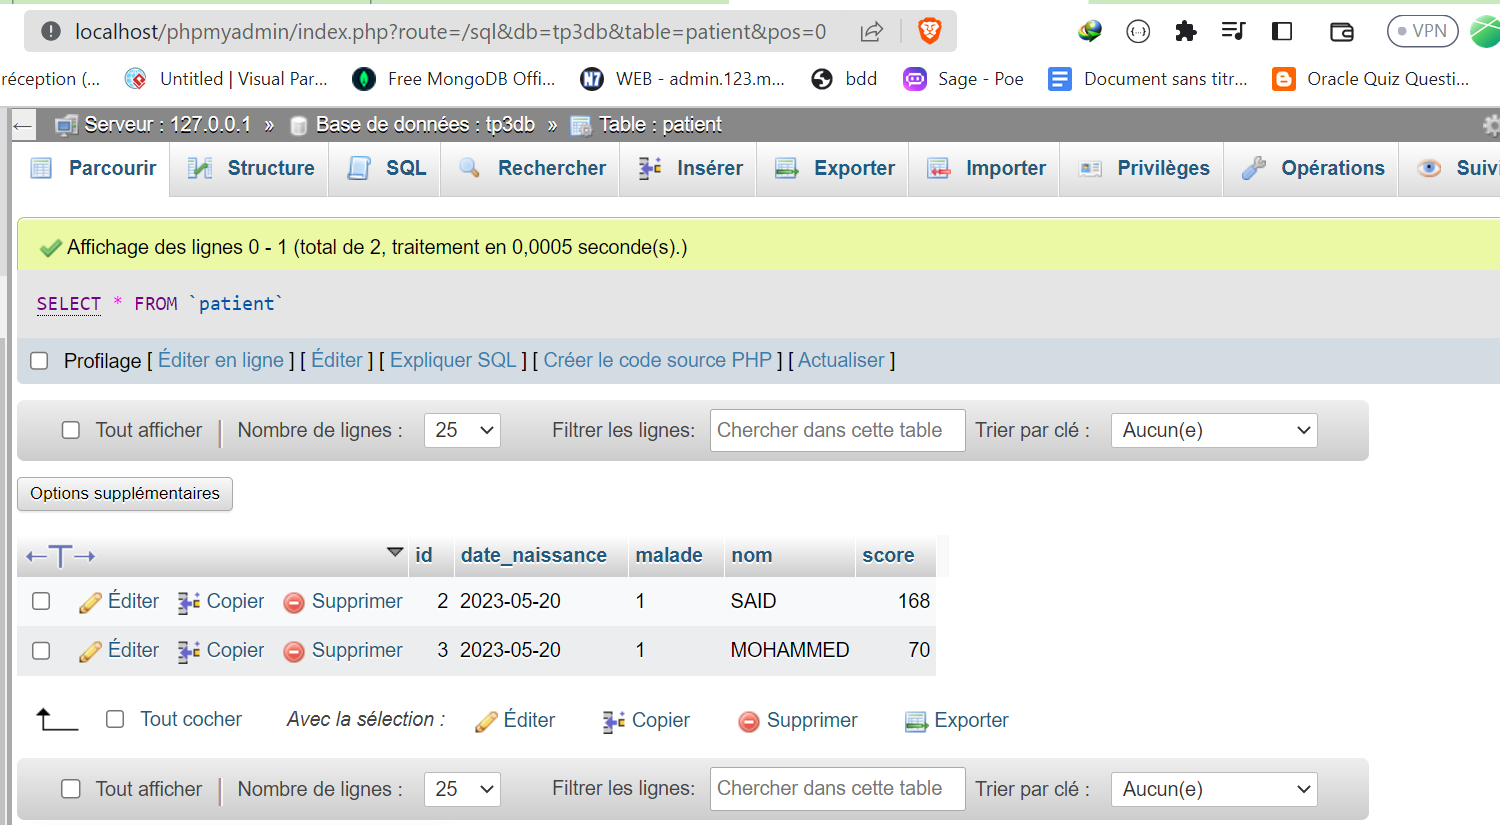 localhost/phpmyadmin/index.php?route=/sql&db=tp3db&table=patient&pos=0
VPN
réception (... Untitled | Visual Par... Free MongoDB Offi... N7 WEB - admin.123.m... bdd Sage - Poe Document sans titr... Oracle Quiz Questi...
Serveur : 127.0.0.1 » Base de données : tp3db » Table : patient
Parcourir Structure SQL Rechercher Insérer Exporter Importer Privilèges Opérations Suivi
Affichage des lignes 0 - 1 (total de 2, traitement en 0,0005 seconde(s).)
SELECT * FROM `patient`
Profilage [ Éditer en ligne ] [ Éditer ] [ Expliquer SQL ] [ Créer le code source PHP ] [ Actualiser ]
Tout afficher | Nombre de lignes : 25 Filtrer les lignes: Chercher dans cette table Trier par clé : Aucun(e)
Options supplémentaires
←T→ id date_naissance malade nom score
Éditer Copier Supprimer 2 2023-05-20 1 SAID 168
Éditer Copier Supprimer 3 2023-05-20 1 MOHAMMED 70
Tout cocher Avec la sélection : Éditer Copier Supprimer Exporter
Tout afficher | Nombre de lignes : 25 Filtrer les lignes: Chercher dans cette table Trier par clé : Aucun(e)